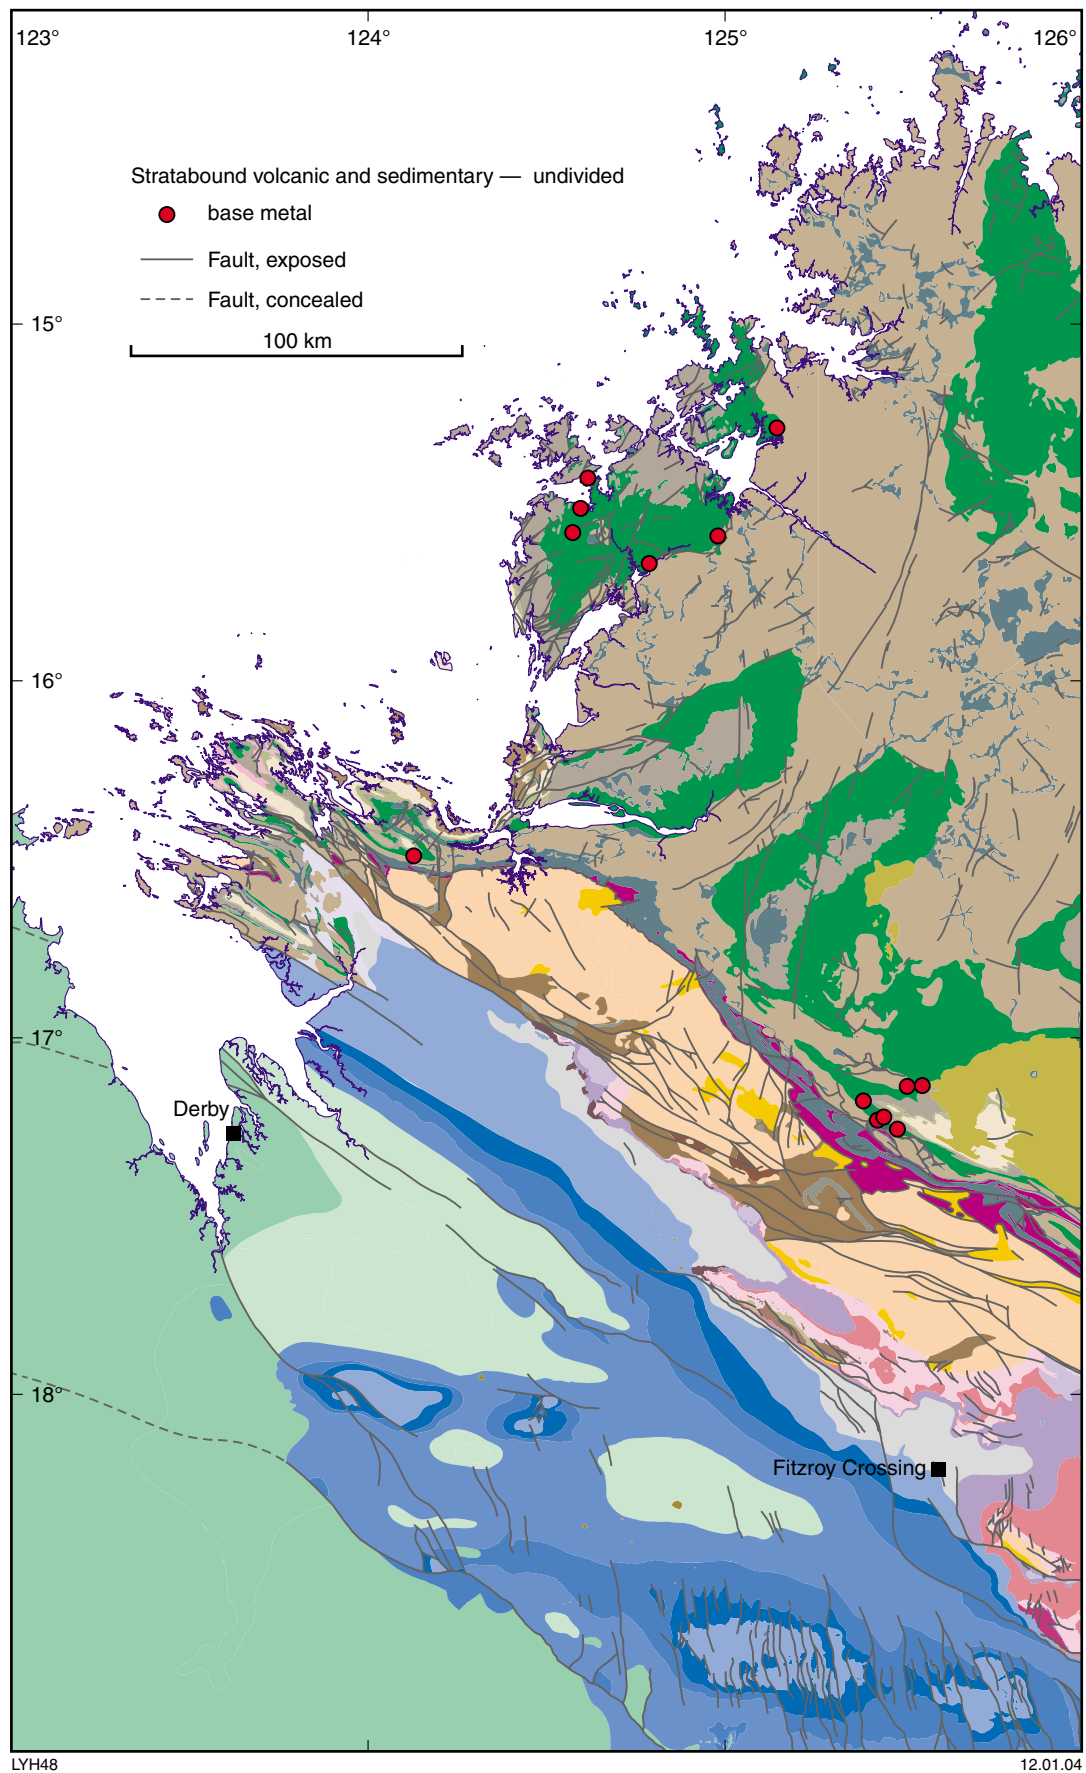 123°
124°
125°
126°
Stratabound volcanic and sedimentary — undivided
base metal
Fault, exposed
Fault, concealed
100 km
15°
16°
17°
Derby
18°
Fitzroy Crossing
LYH48
12.01.04